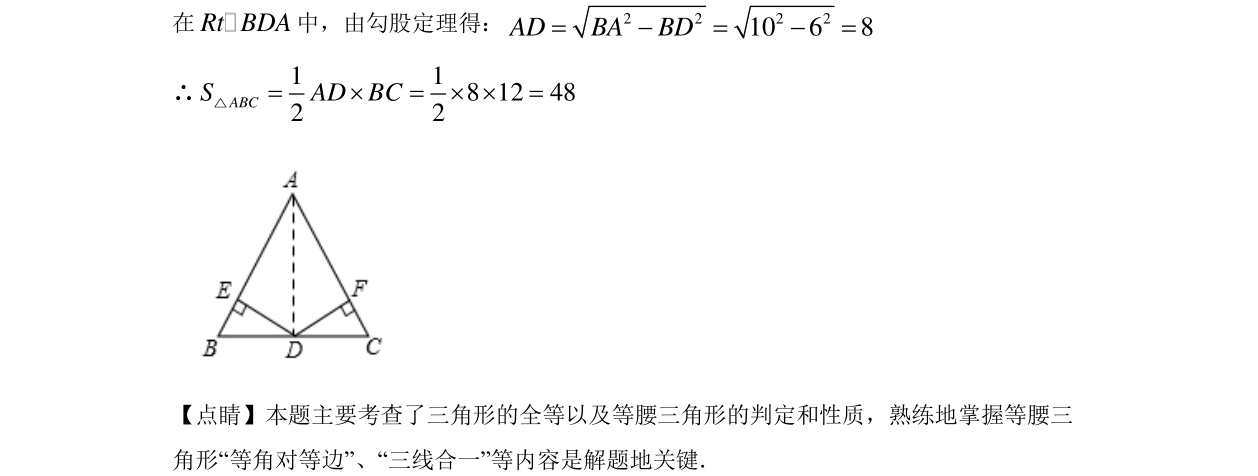 在 Rt□BDA 中，由勾股定理得： AD = √(BA² − BD²) = √(10² − 6²) = 8
∴ S△ABC = 1/2 AD × BC = 1/2 × 8 × 12 = 48
A
E
F
B
D
C
【点睛】本题主要考查了三角形的全等以及等腰三角形的判定和性质，熟练地掌握等腰三
角形“等角对等边”、“三线合一”等内容是解题地关键．